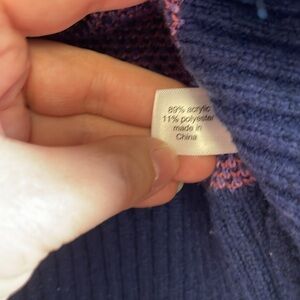 89% acrylic
11% polyester
made in
China